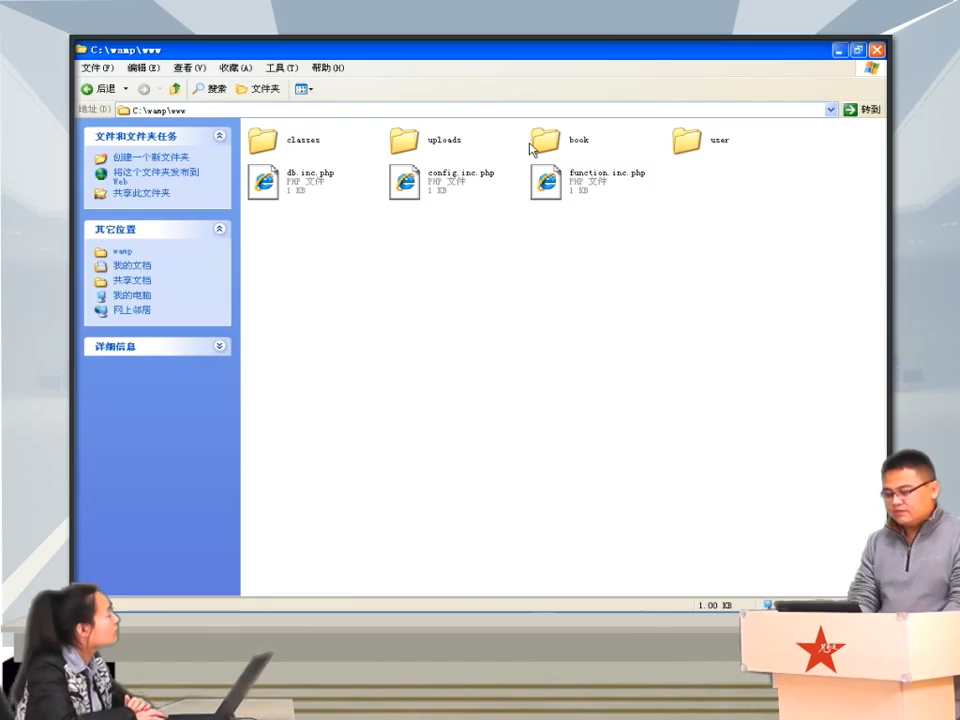 C:\wamp\www
文件(F) 编辑(E) 查看(V) 收藏(A) 工具(T) 帮助(H)
后退 搜索 文件夹
地址(D) C:\wamp\www 转到
文件和文件夹任务
创建一个新文件夹
将这个文件夹发布到
Web
共享此文件夹
其它位置
wamp
我的文档
共享文档
我的电脑
网上邻居
详细信息
classes
uploads
book
user
db.inc.php
PHP 文件
1 KB
config.inc.php
PHP 文件
1 KB
function.inc.php
PHP 文件
1 KB
1.00 KB